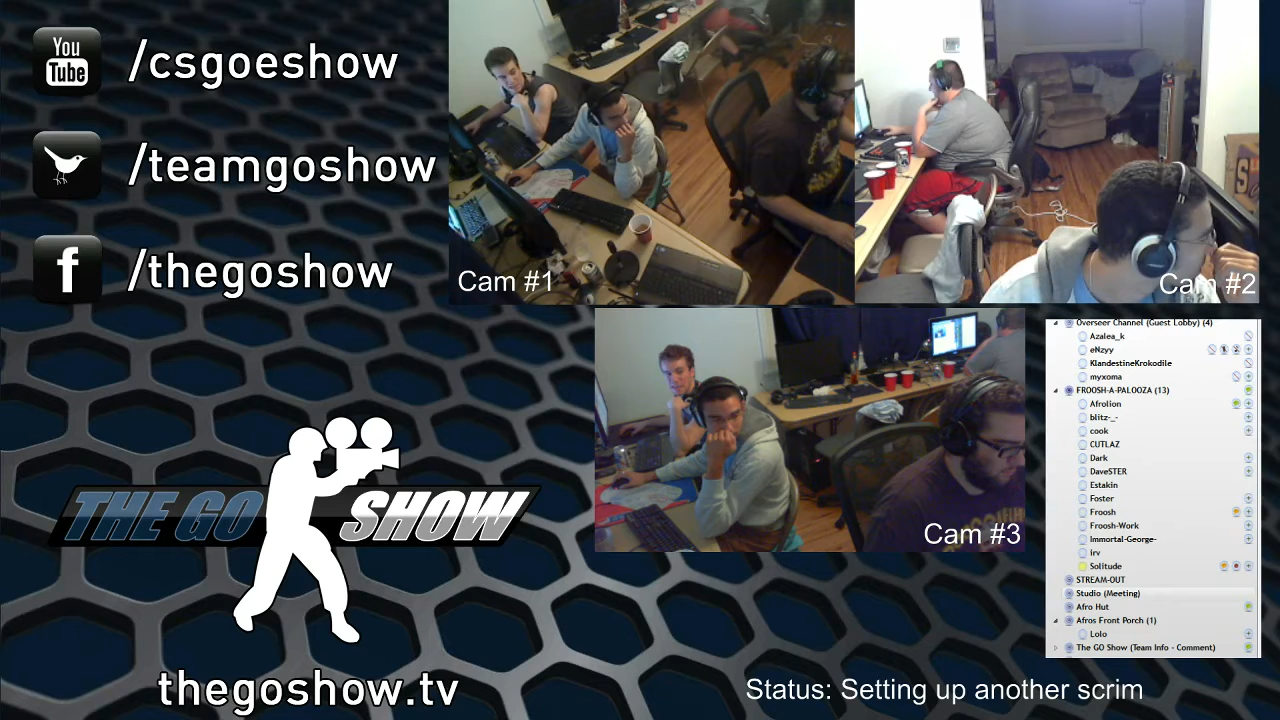 You
Tube
/csgoeshow
/teamgoshow
f
/thegoshow
THE GO SHOW
thegoshow.tv
Cam #1
Cam #2
Cam #3
Overseer Channel (Guest Lobby) (4)
Azalea_k
eNzyy
KlandestineKrokodile
myxoma
FROOSH-A-PALOOZA (13)
Afrolion
blitz-_-
cook
CUTLAZ
Dark
DaveSTER
Estakin
Foster
Froosh
Froosh-Work
Immortal-George-
irv
Solitude
STREAM-OUT
Studio (Meeting)
Afro Hut
Afros Front Porch (1)
Lolo
The GO Show (Team Info - Comment)
Status: Setting up another scrim